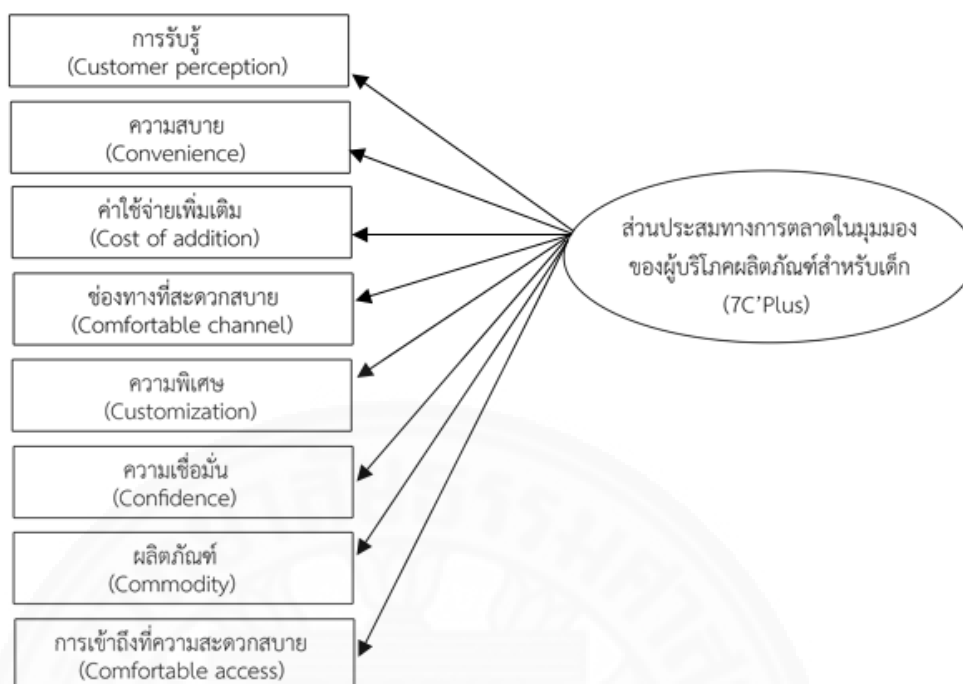 การรับรู้
(Customer perception)
ความสบาย
(Convenience)
ค่าใช้จ่ายเพิ่มเติม
(Cost of addition)
ช่องทางที่สะดวกสบาย
(Comfortable channel)
ความพิเศษ
(Customization)
ความเชื่อมั่น
(Confidence)
ผลิตภัณฑ์
(Commodity)
การเข้าถึงที่ความสะดวกสบาย
(Comfortable access)
ส่วนประสมทางการตลาดในมุมมอง
ของผู้บริโภคผลิตภัณฑ์สำหรับเด็ก
(7C'Plus)